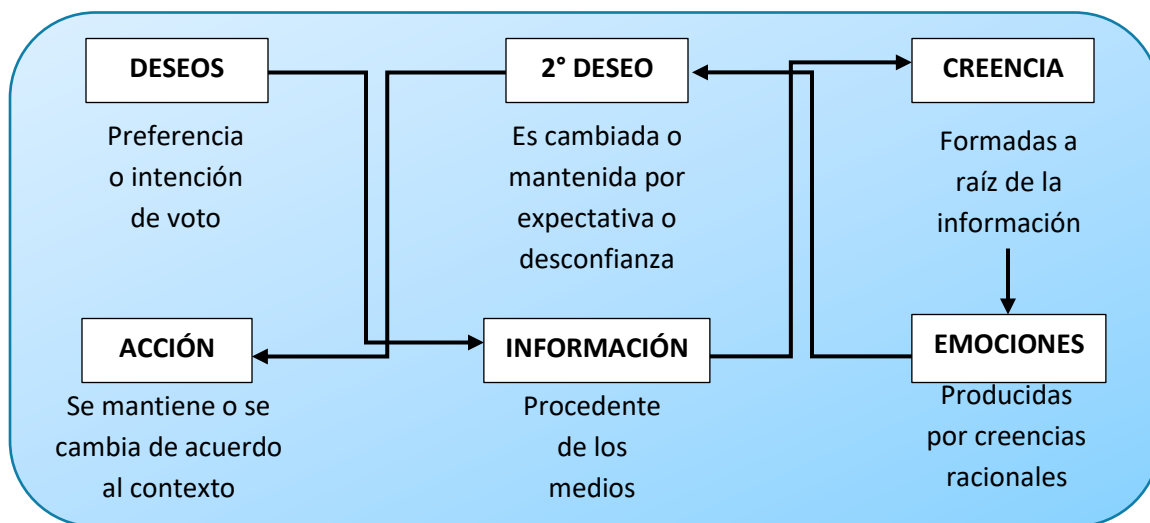 DESEOS
Preferencia
o intención
de voto
2° DESEO
Es cambiada o
mantenida por
expectativa o
desconfianza
CREENCIA
Formadas a
raíz de la
información
ACCIÓN
Se mantiene o se
cambia de acuerdo
al contexto
INFORMACIÓN
Procedente
de los
medios
EMOCIONES
Producidas
por creencias
racionales